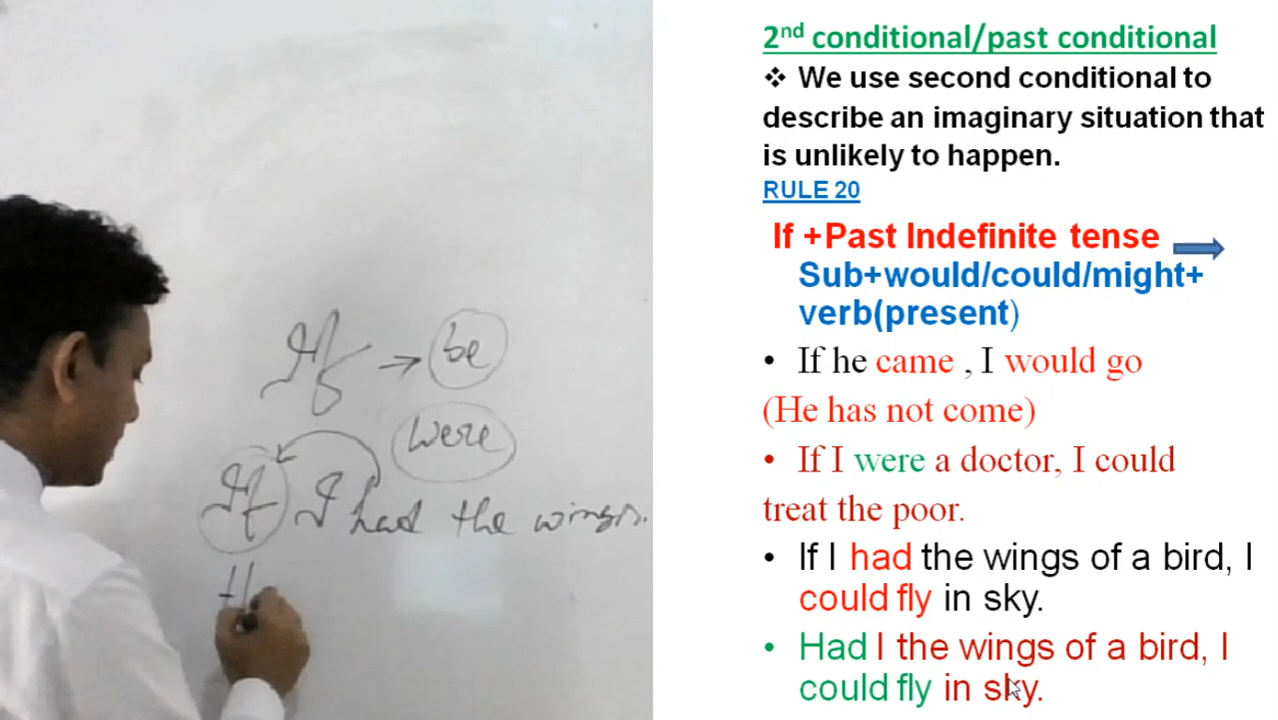 If → be
were
If I had the wings.
H
2nd conditional/past conditional
❖ We use second conditional to
describe an imaginary situation that
is unlikely to happen.
RULE 20
If +Past Indefinite tense
Sub+would/could/might+
verb(present)
• If he came , I would go
(He has not come)
• If I were a doctor, I could
treat the poor.
• If I had the wings of a bird, I
could fly in sky.
• Had I the wings of a bird, I
could fly in sky.